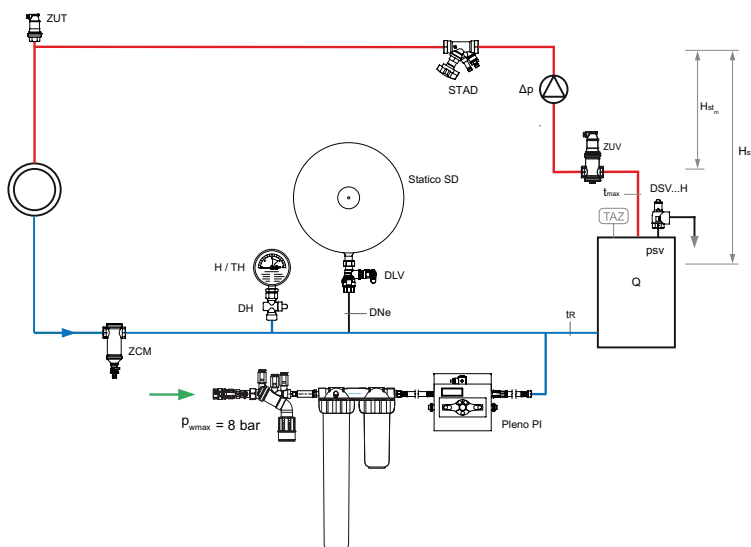 ZUT
STAD
Δp
Hst m
Hs
ZUV
Statico SD
tmax
DSV...H
TAZ
psv
H / TH
DLV
Q
DH
DNe
tR
ZCM
pwmax = 8 bar
Pleno PI